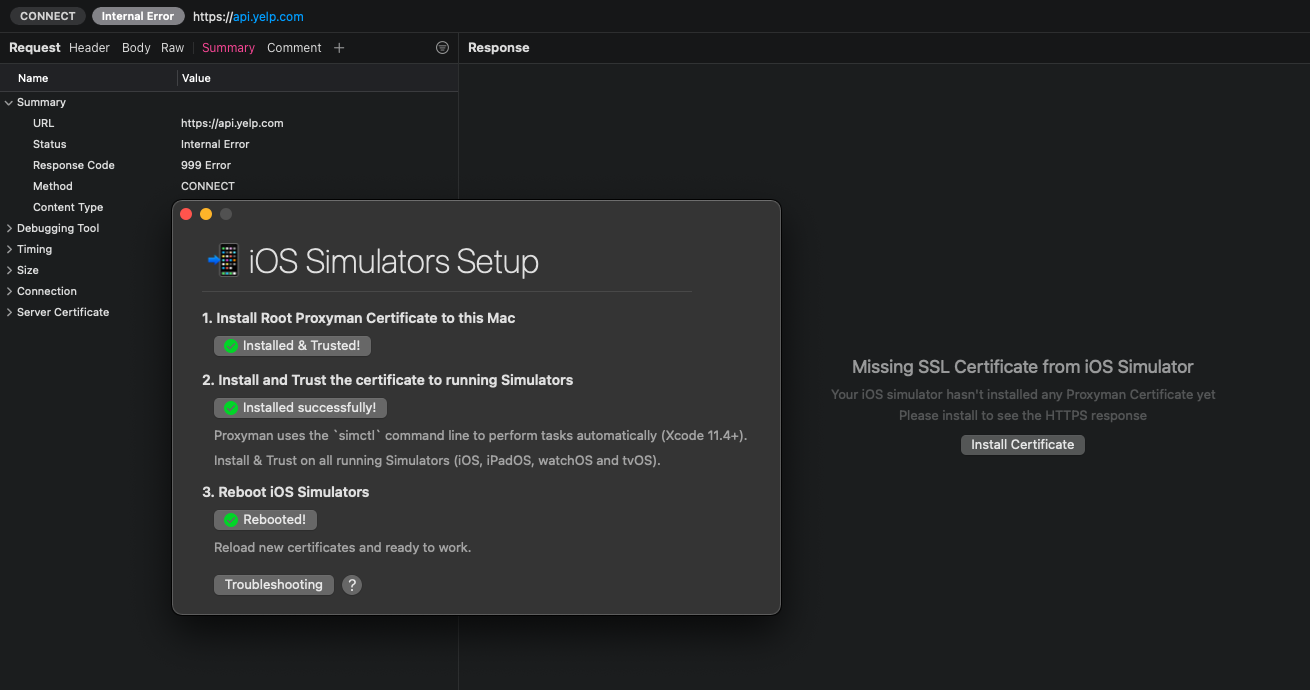 CONNECT Internal Error https://api.yelp.com
Request Header Body Raw Summary Comment +
Response
Name Value
Summary
URL https://api.yelp.com
Status Internal Error
Response Code 999 Error
Method CONNECT
Content Type
Debugging Tool
Timing
Size
Connection
Server Certificate
iOS Simulators Setup
1. Install Root Proxyman Certificate to this Mac
Installed & Trusted!
2. Install and Trust the certificate to running Simulators
Installed successfully!
Proxyman uses the `simctl` command line to perform tasks automatically (Xcode 11.4+).
Install & Trust on all running Simulators (iOS, iPadOS, watchOS and tvOS).
3. Reboot iOS Simulators
Rebooted!
Reload new certificates and ready to work.
Troubleshooting ?
Missing SSL Certificate from iOS Simulator
Your iOS simulator hasn't installed any Proxyman Certificate yet
Please install to see the HTTPS response
Install Certificate